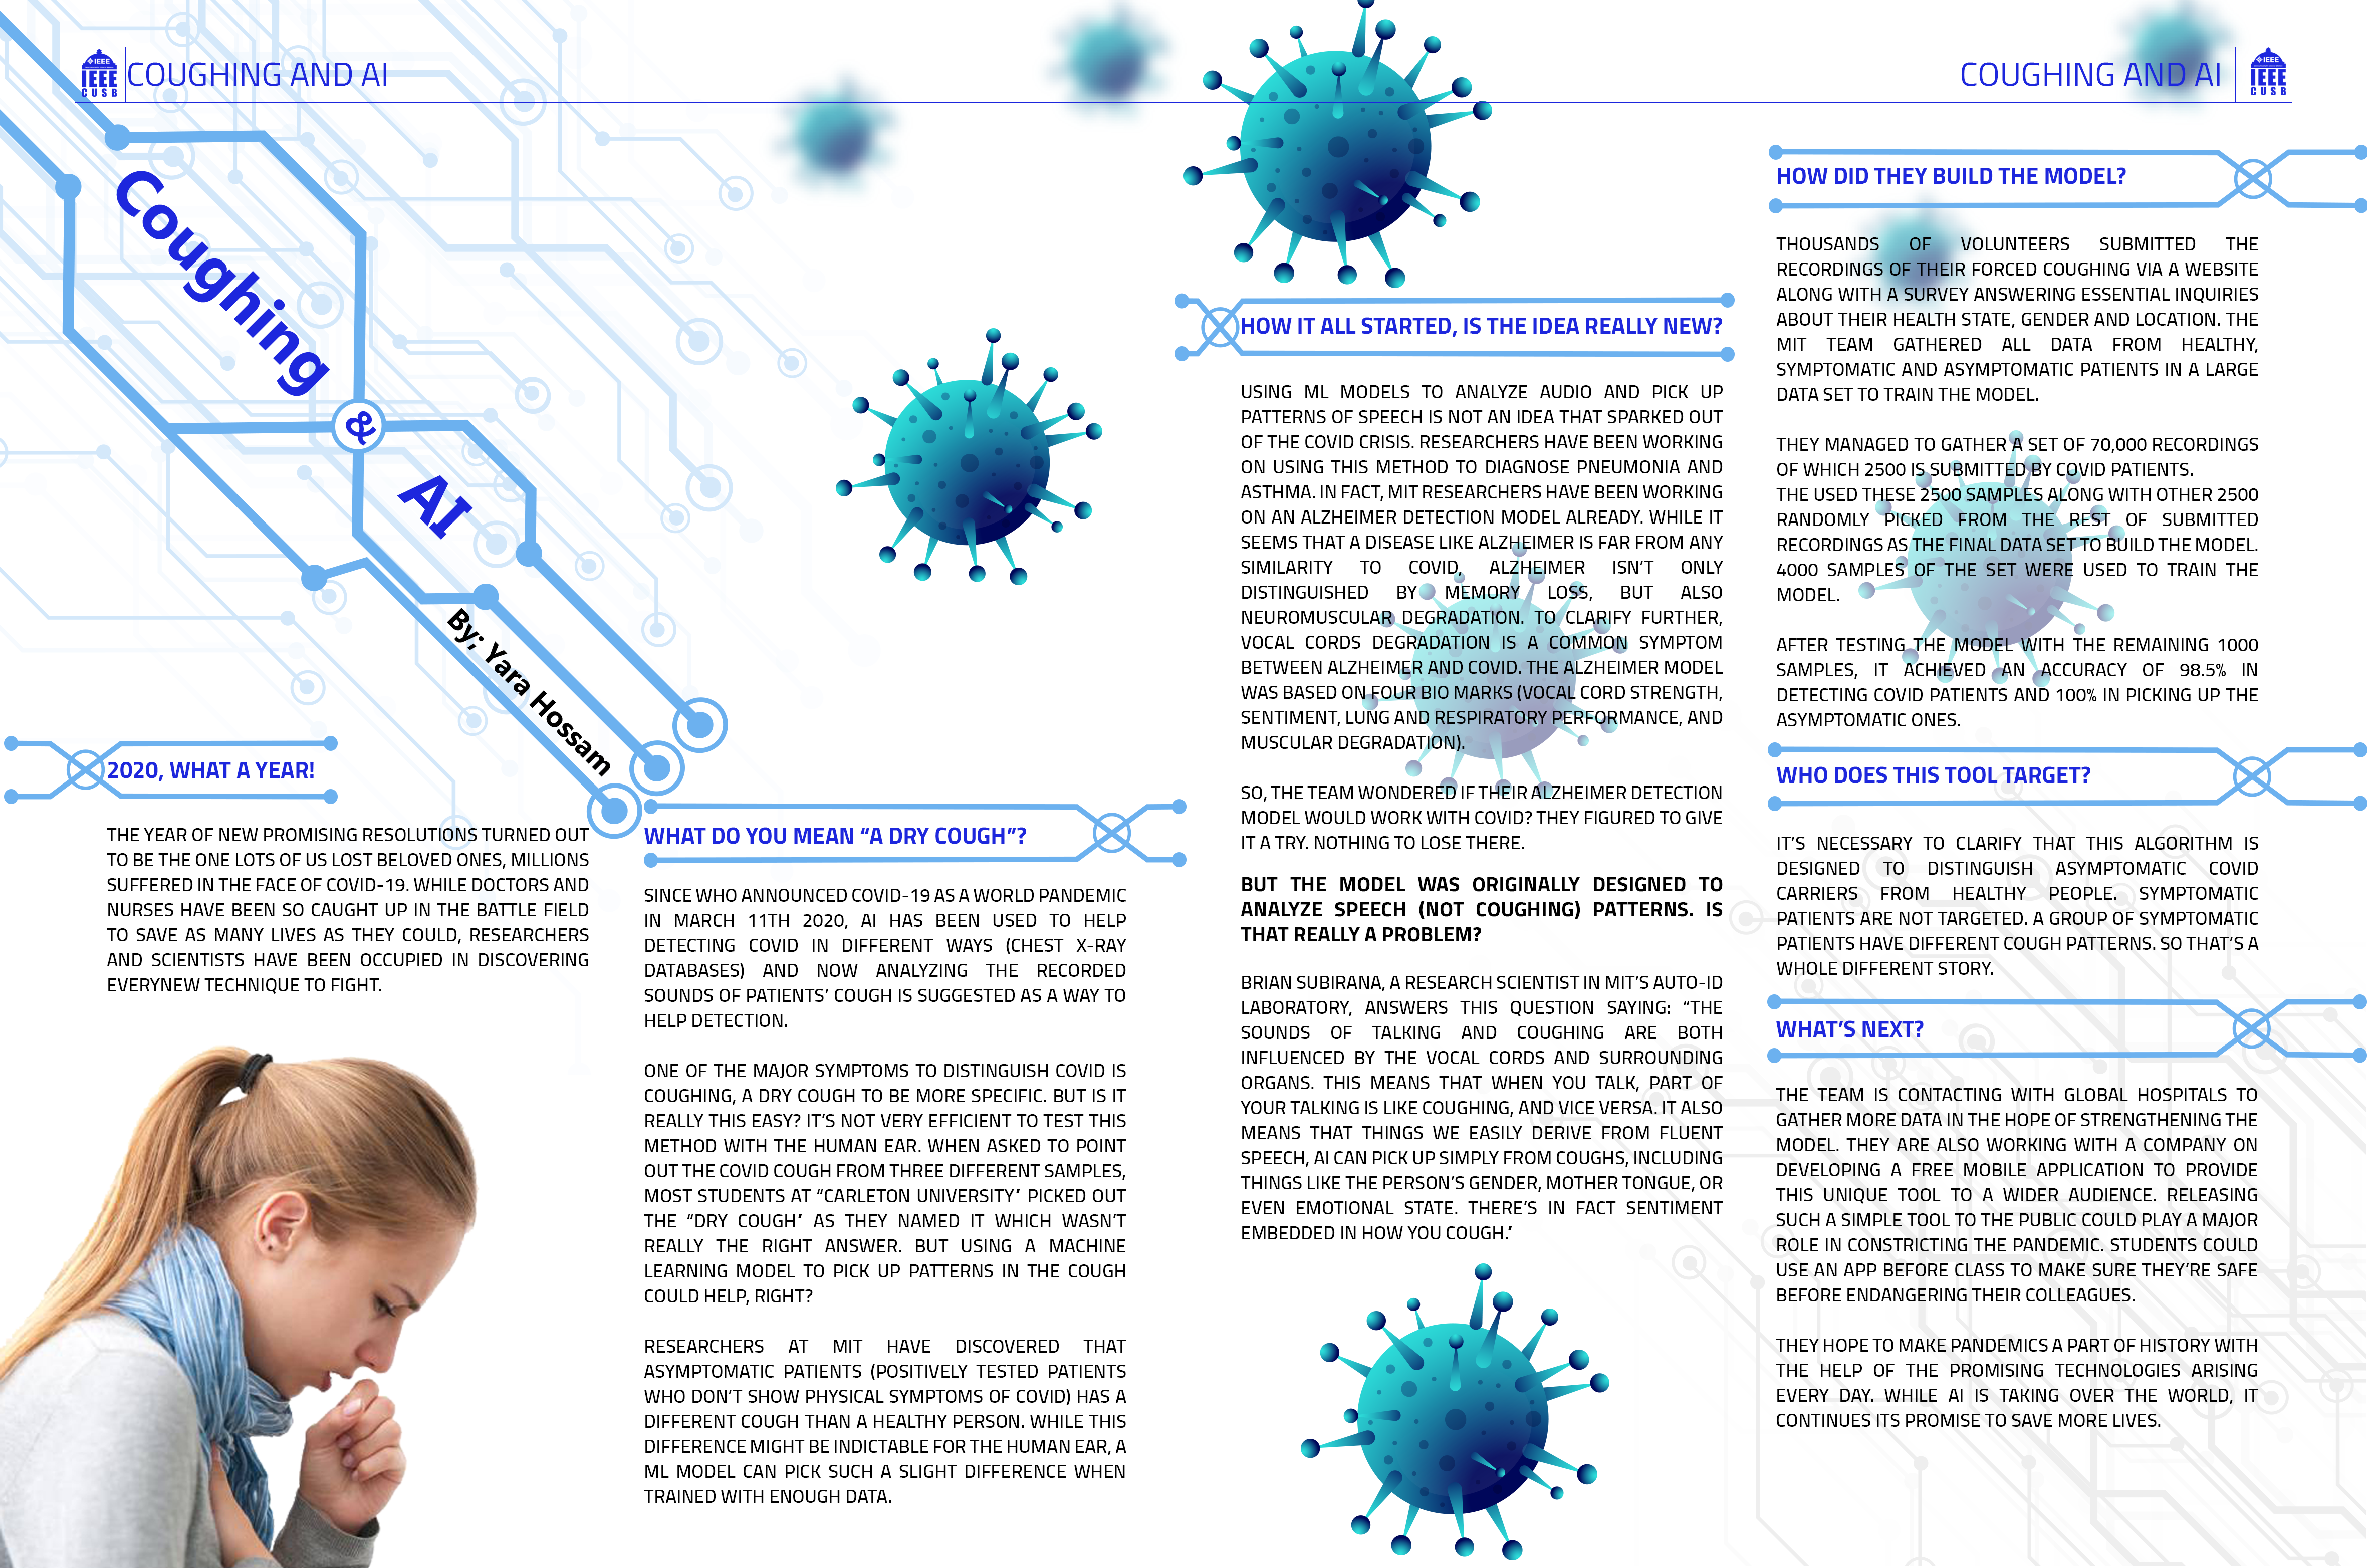 IEEE
IEEE
CUSB
COUGHING AND AI
COUGHING AND AI
IEEE
IEEE
CUSB
Coughing
&
AI
By; Yara Hossam
2020, WHAT A YEAR!
THE YEAR OF NEW PROMISING RESOLUTIONS TURNED OUT
TO BE THE ONE LOTS OF US LOST BELOVED ONES, MILLIONS
SUFFERED IN THE FACE OF COVID-19. WHILE DOCTORS AND
NURSES HAVE BEEN SO CAUGHT UP IN THE BATTLE FIELD
TO SAVE AS MANY LIVES AS THEY COULD, RESEARCHERS
AND SCIENTISTS HAVE BEEN OCCUPIED IN DISCOVERING
EVERYNEW TECHNIQUE TO FIGHT.
WHAT DO YOU MEAN “A DRY COUGH”?
SINCE WHO ANNOUNCED COVID-19 AS A WORLD PANDEMIC
IN MARCH 11TH 2020, AI HAS BEEN USED TO HELP
DETECTING COVID IN DIFFERENT WAYS (CHEST X-RAY
DATABASES) AND NOW ANALYZING THE RECORDED
SOUNDS OF PATIENTS’ COUGH IS SUGGESTED AS A WAY TO
HELP DETECTION.
ONE OF THE MAJOR SYMPTOMS TO DISTINGUISH COVID IS
COUGHING, A DRY COUGH TO BE MORE SPECIFIC. BUT IS IT
REALLY THIS EASY? IT’S NOT VERY EFFICIENT TO TEST THIS
METHOD WITH THE HUMAN EAR. WHEN ASKED TO POINT
OUT THE COVID COUGH FROM THREE DIFFERENT SAMPLES,
MOST STUDENTS AT “CARLETON UNIVERSITY” PICKED OUT
THE “DRY COUGH” AS THEY NAMED IT WHICH WASN’T
REALLY THE RIGHT ANSWER. BUT USING A MACHINE
LEARNING MODEL TO PICK UP PATTERNS IN THE COUGH
COULD HELP, RIGHT?
RESEARCHERS AT MIT HAVE DISCOVERED THAT
ASYMPTOMATIC PATIENTS (POSITIVELY TESTED PATIENTS
WHO DON’T SHOW PHYSICAL SYMPTOMS OF COVID) HAS A
DIFFERENT COUGH THAN A HEALTHY PERSON. WHILE THIS
DIFFERENCE MIGHT BE INDICTABLE FOR THE HUMAN EAR, A
ML MODEL CAN PICK SUCH A SLIGHT DIFFERENCE WHEN
TRAINED WITH ENOUGH DATA.
HOW IT ALL STARTED, IS THE IDEA REALLY NEW?
USING ML MODELS TO ANALYZE AUDIO AND PICK UP
PATTERNS OF SPEECH IS NOT AN IDEA THAT SPARKED OUT
OF THE COVID CRISIS. RESEARCHERS HAVE BEEN WORKING
ON USING THIS METHOD TO DIAGNOSE PNEUMONIA AND
ASTHMA. IN FACT, MIT RESEARCHERS HAVE BEEN WORKING
ON AN ALZHEIMER DETECTION MODEL ALREADY. WHILE IT
SEEMS THAT A DISEASE LIKE ALZHEIMER IS FAR FROM ANY
SIMILARITY TO COVID, ALZHEIMER ISN’T ONLY
DISTINGUISHED BY MEMORY LOSS, BUT ALSO
NEUROMUSCULAR DEGRADATION. TO CLARIFY FURTHER,
VOCAL CORDS DEGRADATION IS A COMMON SYMPTOM
BETWEEN ALZHEIMER AND COVID. THE ALZHEIMER MODEL
WAS BASED ON FOUR BIO MARKS (VOCAL CORD STRENGTH,
SENTIMENT, LUNG AND RESPIRATORY PERFORMANCE, AND
MUSCULAR DEGRADATION).
SO, THE TEAM WONDERED IF THEIR ALZHEIMER DETECTION
MODEL WOULD WORK WITH COVID? THEY FIGURED TO GIVE
IT A TRY. NOTHING TO LOSE THERE.
BUT THE MODEL WAS ORIGINALLY DESIGNED TO
ANALYZE SPEECH (NOT COUGHING) PATTERNS. IS
THAT REALLY A PROBLEM?
BRIAN SUBIRANA, A RESEARCH SCIENTIST IN MIT’S AUTO-ID
LABORATORY, ANSWERS THIS QUESTION SAYING: “THE
SOUNDS OF TALKING AND COUGHING ARE BOTH
INFLUENCED BY THE VOCAL CORDS AND SURROUNDING
ORGANS. THIS MEANS THAT WHEN YOU TALK, PART OF
YOUR TALKING IS LIKE COUGHING, AND VICE VERSA. IT ALSO
MEANS THAT THINGS WE EASILY DERIVE FROM FLUENT
SPEECH, AI CAN PICK UP SIMPLY FROM COUGHS, INCLUDING
THINGS LIKE THE PERSON’S GENDER, MOTHER TONGUE, OR
EVEN EMOTIONAL STATE. THERE’S IN FACT SENTIMENT
EMBEDDED IN HOW YOU COUGH.”
HOW DID THEY BUILD THE MODEL?
THOUSANDS OF VOLUNTEERS SUBMITTED THE
RECORDINGS OF THEIR FORCED COUGHING VIA A WEBSITE
ALONG WITH A SURVEY ANSWERING ESSENTIAL INQUIRIES
ABOUT THEIR HEALTH STATE, GENDER AND LOCATION. THE
MIT TEAM GATHERED ALL DATA FROM HEALTHY,
SYMPTOMATIC AND ASYMPTOMATIC PATIENTS IN A LARGE
DATA SET TO TRAIN THE MODEL.
THEY MANAGED TO GATHER A SET OF 70,000 RECORDINGS
OF WHICH 2500 IS SUBMITTED BY COVID PATIENTS.
THE USED THESE 2500 SAMPLES ALONG WITH OTHER 2500
RANDOMLY PICKED FROM THE REST OF SUBMITTED
RECORDINGS AS THE FINAL DATA SET TO BUILD THE MODEL.
4000 SAMPLES OF THE SET WERE USED TO TRAIN THE
MODEL.
AFTER TESTING THE MODEL WITH THE REMAINING 1000
SAMPLES, IT ACHIEVED AN ACCURACY OF 98.5% IN
DETECTING COVID PATIENTS AND 100% IN PICKING UP THE
ASYMPTOMATIC ONES.
WHO DOES THIS TOOL TARGET?
IT’S NECESSARY TO CLARIFY THAT THIS ALGORITHM IS
DESIGNED TO DISTINGUISH ASYMPTOMATIC COVID
CARRIERS FROM HEALTHY PEOPLE. SYMPTOMATIC
PATIENTS ARE NOT TARGETED. A GROUP OF SYMPTOMATIC
PATIENTS HAVE DIFFERENT COUGH PATTERNS. SO THAT’S A
WHOLE DIFFERENT STORY.
WHAT’S NEXT?
THE TEAM IS CONTACTING WITH GLOBAL HOSPITALS TO
GATHER MORE DATA IN THE HOPE OF STRENGTHENING THE
MODEL. THEY ARE ALSO WORKING WITH A COMPANY ON
DEVELOPING A FREE MOBILE APPLICATION TO PROVIDE
THIS UNIQUE TOOL TO A WIDER AUDIENCE. RELEASING
SUCH A SIMPLE TOOL TO THE PUBLIC COULD PLAY A MAJOR
ROLE IN CONSTRICTING THE PANDEMIC. STUDENTS COULD
USE AN APP BEFORE CLASS TO MAKE SURE THEY’RE SAFE
BEFORE ENDANGERING THEIR COLLEAGUES.
THEY HOPE TO MAKE PANDEMICS A PART OF HISTORY WITH
THE HELP OF THE PROMISING TECHNOLOGIES ARISING
EVERY DAY. WHILE AI IS TAKING OVER THE WORLD, IT
CONTINUES ITS PROMISE TO SAVE MORE LIVES.